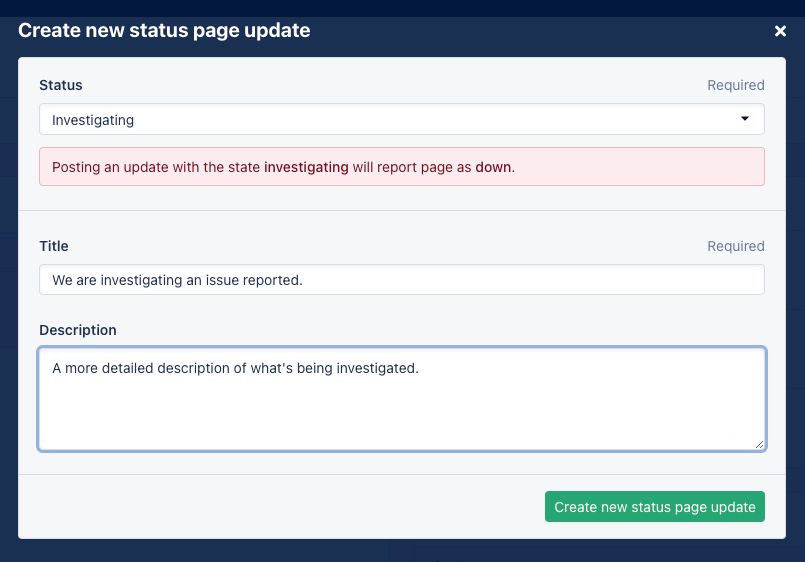 Create new status page update
Status Required
Investigating
Posting an update with the state investigating will report page as down.
Title Required
We are investigating an issue reported.
Description
A more detailed description of what's being investigated.
Create new status page update